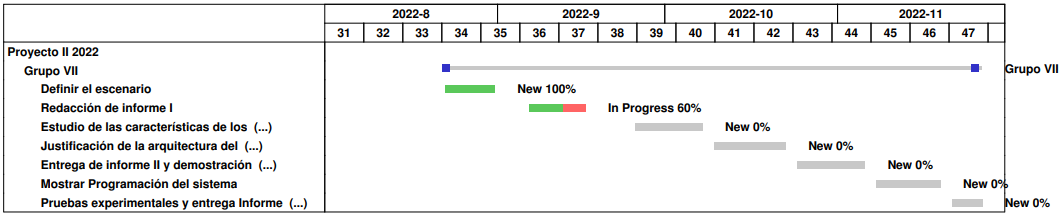 2022-8 2022-9 2022-10 2022-11
31 32 33 34 35 36 37 38 39 40 41 42 43 44 45 46 47
Proyecto II 2022
Grupo VII Grupo VII
Definir el escenario New 100%
Redacción de informe I In Progress 60%
Estudio de las características de los (...) New 0%
Justificación de la arquitectura del (...) New 0%
Entrega de informe II y demostración (...) New 0%
Mostrar Programación del sistema New 0%
Pruebas experimentales y entrega Informe (...) New 0%